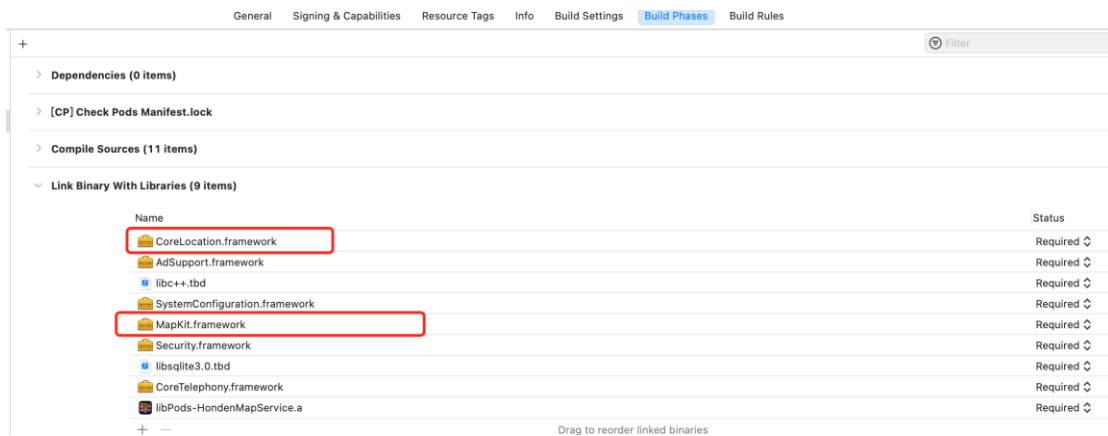 General Signing & Capabilities Resource Tags Info Build Settings Build Phases Build Rules
+ Filter
Dependencies (0 items)
[CP] Check Pods Manifest.lock
Compile Sources (11 items)
Link Binary With Libraries (9 items)
Name Status
CoreLocation.framework Required
AdSupport.framework Required
libc++.tbd Required
SystemConfiguration.framework Required
MapKit.framework Required
Security.framework Required
libsqlite3.0.tbd Required
CoreTelephony.framework Required
libPods-HondenMapService.a Required
+ − Drag to reorder linked binaries